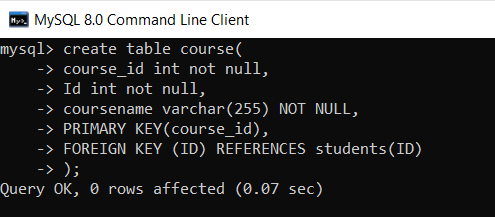 MySQL 8.0 Command Line Client
mysql> create table course(
    -> course_id int not null,
    -> Id int not null,
    -> coursename varchar(255) NOT NULL,
    -> PRIMARY KEY(course_id),
    -> FOREIGN KEY (ID) REFERENCES students(ID)
    -> );
Query OK, 0 rows affected (0.07 sec)